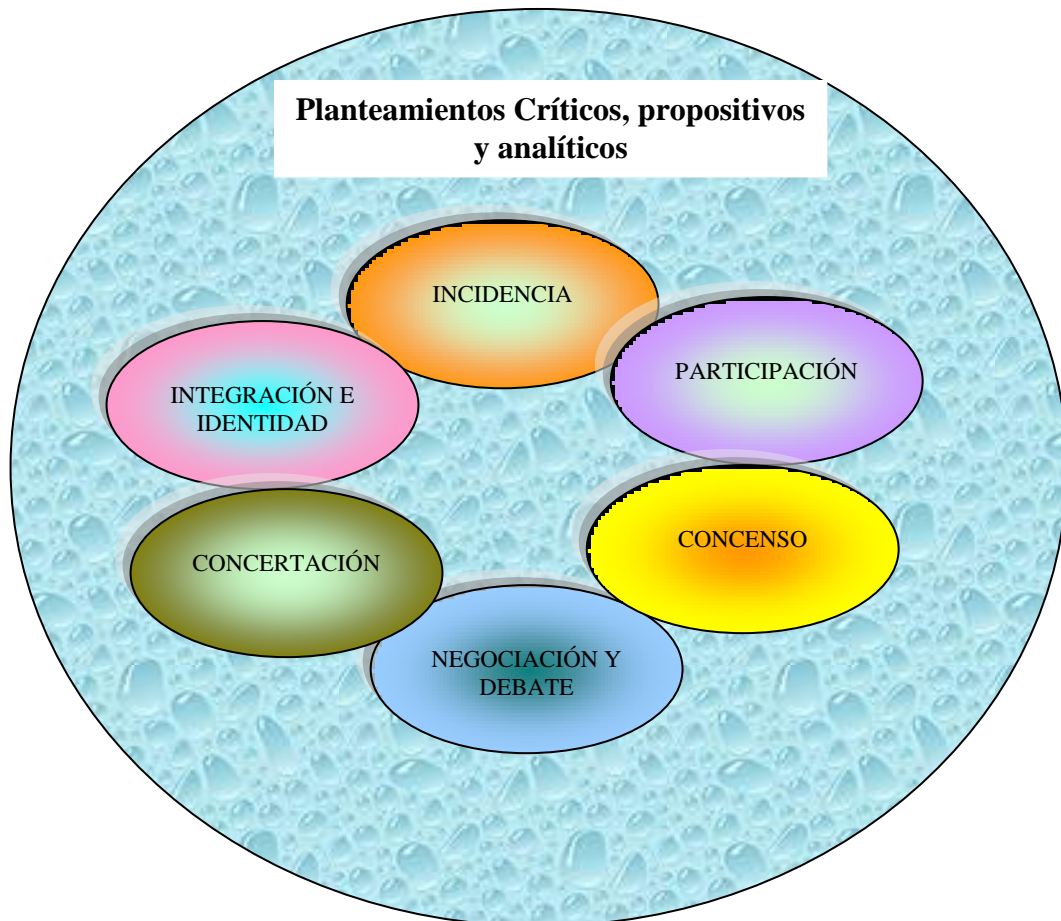 Planteamientos Críticos, propositivos
y analíticos
INCIDENCIA
PARTICIPACIÓN
INTEGRACIÓN E
IDENTIDAD
CONCENSO
CONCERTACIÓN
NEGOCIACIÓN Y
DEBATE